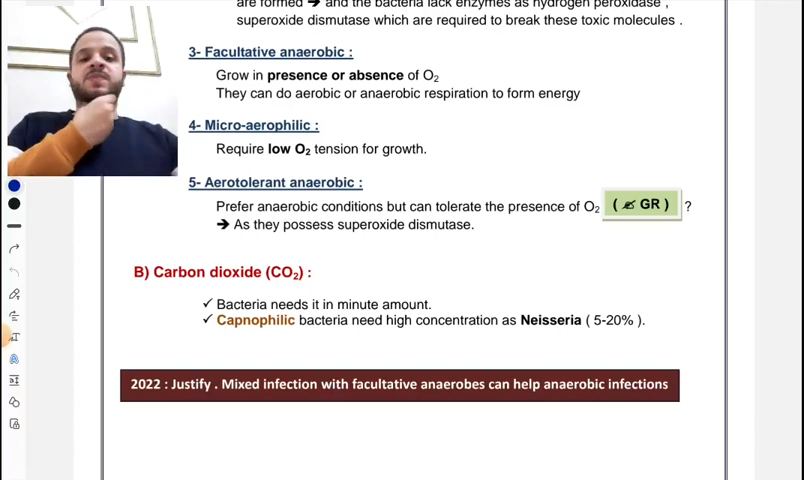 are formed ➔ and the bacteria lack enzymes as hydrogen peroxidase ,
superoxide dismutase which are required to break these toxic molecules .
3- Facultative anaerobic :
Grow in presence or absence of O₂
They can do aerobic or anaerobic respiration to form energy
4- Micro-aerophilic :
Require low O₂ tension for growth.
5- Aerotolerant anaerobic :
Prefer anaerobic conditions but can tolerate the presence of O₂ ( ✍ GR ) ?
➔ As they possess superoxide dismutase.
B) Carbon dioxide (CO₂) :
✓ Bacteria needs it in minute amount.
✓ Capnophilic bacteria need high concentration as Neisseria ( 5-20% ).
2022 : Justify . Mixed infection with facultative anaerobes can help anaerobic infections